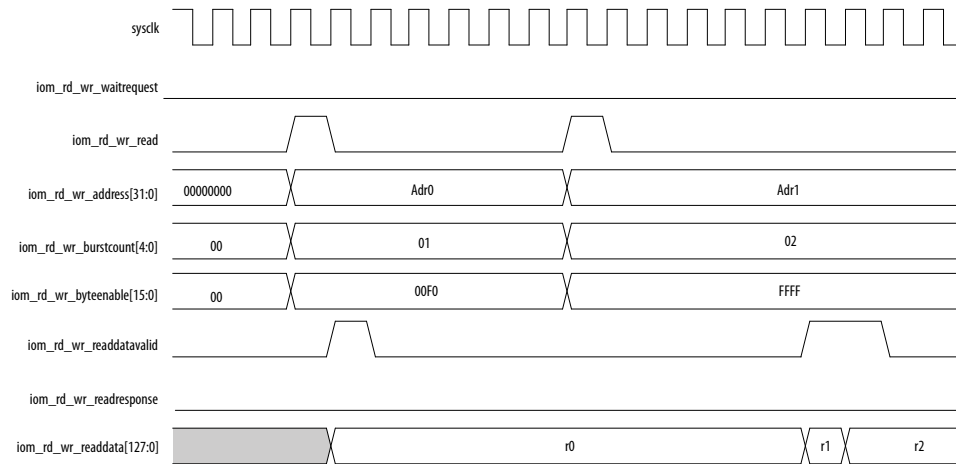 sysclk
iom_rd_wr_waitrequest
iom_rd_wr_read
iom_rd_wr_address[31:0] 00000000 Adr0 Adr1
iom_rd_wr_burstcount[4:0] 00 01 02
iom_rd_wr_byteenable[15:0] 00 00F0 FFFF
iom_rd_wr_readdatavalid
iom_rd_wr_readresponse
iom_rd_wr_readdata[127:0] r0 r1 r2